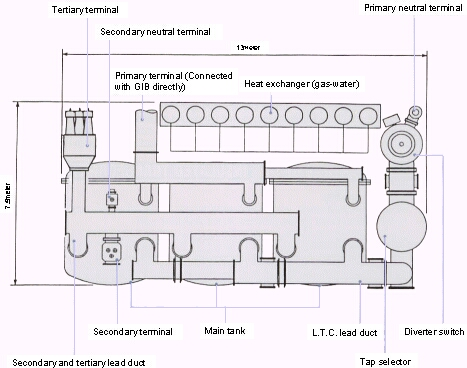 Tertiary terminal
Primary neutral terminal
Secondary neutral terminal
13meter
Primary terminal (Connected
with GIB directly)
Heat exchanger (gas-water)
7.5meter
Secondary terminal
Main tank
L.T.C. lead duct
Diverter switch
Secondary and tertiary lead duct
Tap selector